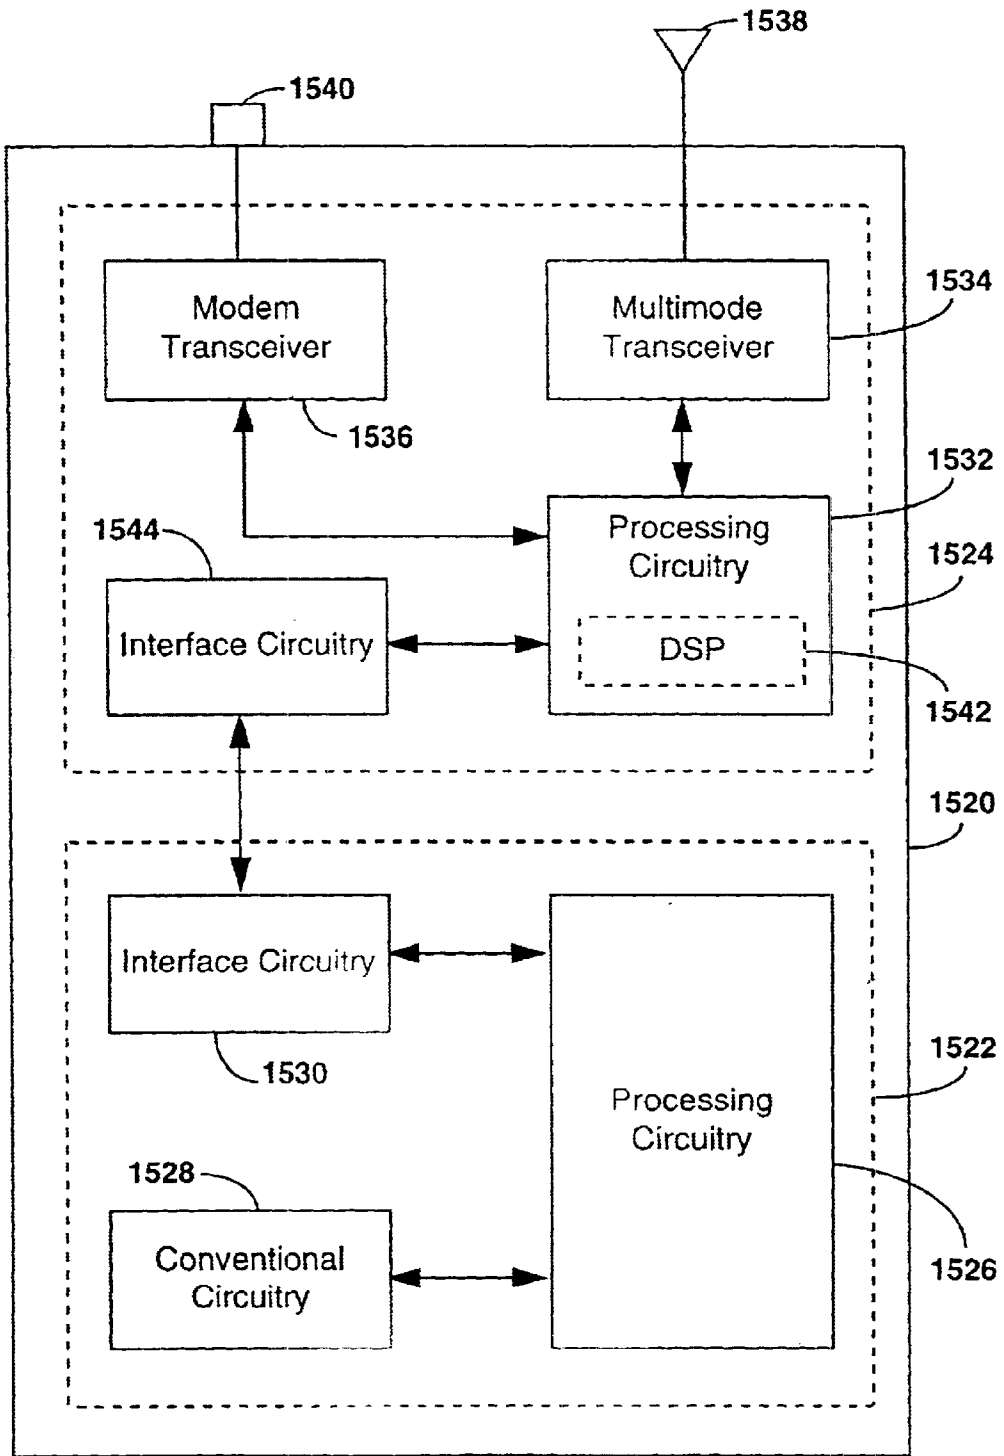 1538
1540
Modem
Transceiver
Multimode
Transceiver
1534
1536
1532
1544
Processing
Circuitry
1524
Interface Circuitry
DSP
1542
1520
Interface Circuitry
1530
1522
Processing
Circuitry
1528
Conventional
Circuitry
1526